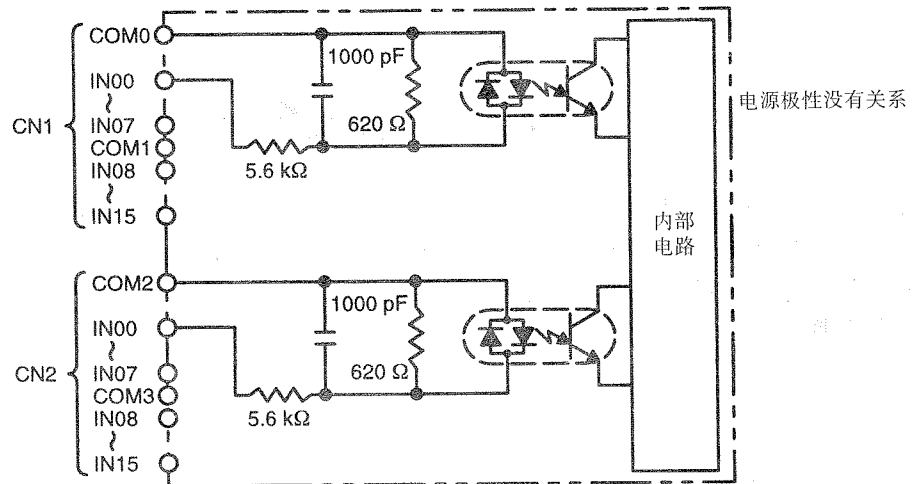 COM0
1000 pF
IN00
电源极性没有关系
IN07
620 Ω
CN1
COM1
IN08
5.6 kΩ
IN15
内部
电路
COM2
1000 pF
IN00
IN07
620 Ω
CN2
COM3
IN08
5.6 kΩ
IN15